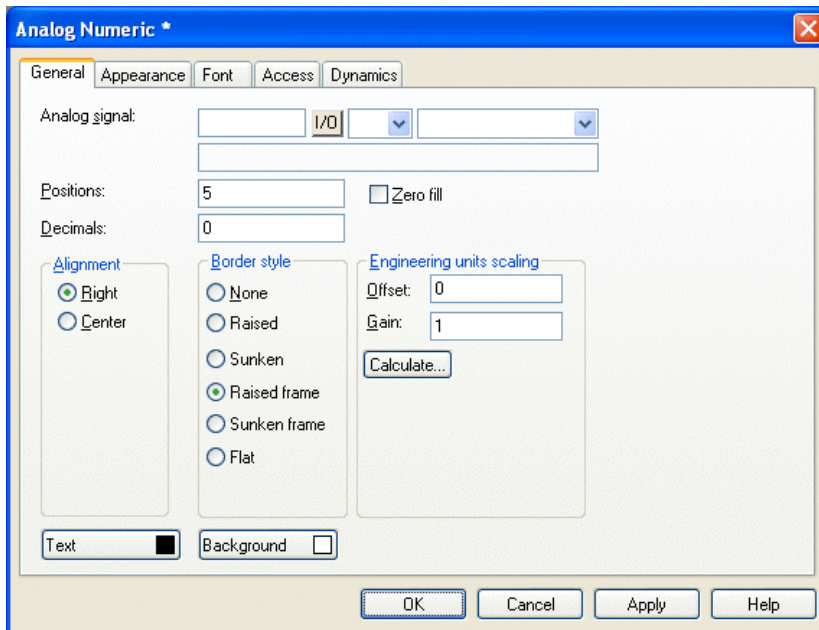 Analog Numeric *
General Appearance Font Access Dynamics
Analog signal: I/O
Positions: 5 Zero fill
Decimals: 0
Alignment Border style Engineering units scaling
Right None Offset: 0
Center Raised Gain: 1
Sunken Calculate...
Raised frame
Sunken frame
Flat
Text Background
OK Cancel Apply Help